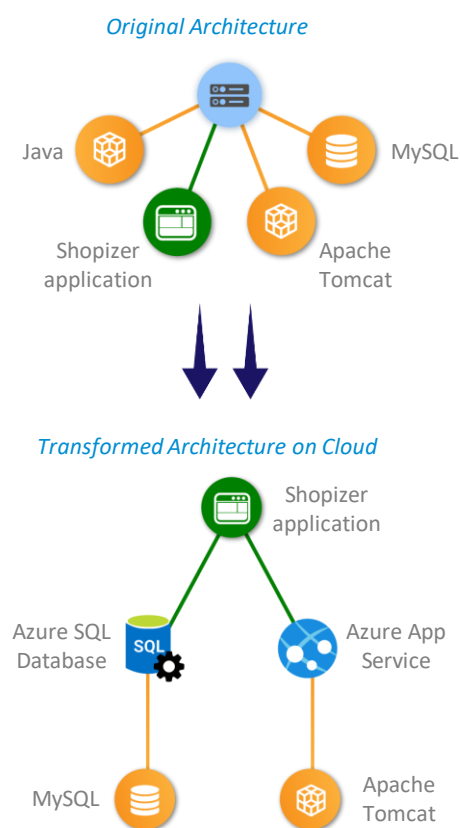 Original Architecture
Java
MySQL
Shopizer
application
Apache
Tomcat
Transformed Architecture on Cloud
Shopizer
application
Azure SQL
Database
SQL
Azure App
Service
MySQL
Apache
Tomcat